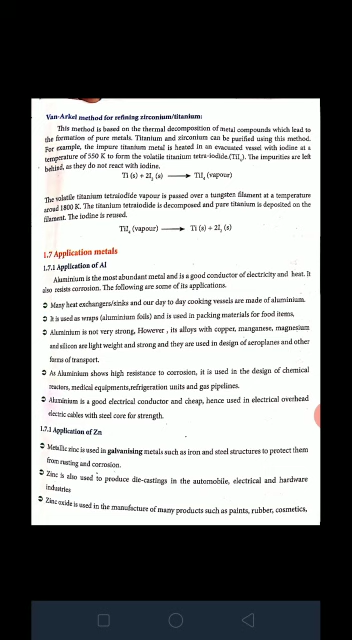 Van-Arkel method for refining zirconium/titanium:
This method is based on the thermal decomposition of metal compounds which lead to
the formation of pure metals. Titanium and zirconium can be purified using this method.
For example, the impure titanium metal is heated in an evacuated vessel with iodine at a
temperature of 550 K to form the volatile titanium tetra-iodide.(TiI₄). The impurities are left
behind, as they do not react with iodine.
Ti (s) + 2I₂ (s) ⟶ TiI₄ (vapour)
The volatile titanium tetraiodide vapour is passed over a tungsten filament at a temperature
aroud 1800 K. The titanium tetraiodide is decomposed and pure titanium is deposited on the
filament. The iodine is reused.
TiI₄ (vapour) ⟶ Ti (s) + 2I₂ (s)
1.7 Application metals
1.7.1 Application of Al
Aluminium is the most abundant metal and is a good conductor of electricity and heat. It
also resists corrosion. The following are some of its applications.
➲ Many heat exchangers/sinks and our day to day cooking vessels are made of aluminium.
➲ It is used as wraps (aluminium foils) and is used in packing materials for food items,
➲ Aluminium is not very strong, However , its alloys with copper, manganese, magnesium
and silicon are light weight and strong and they are used in design of aeroplanes and other
forms of transport.
➲ As Aluminium shows high resistance to corrosion, it is used in the design of chemical
reactors, medical equipments,refrigeration units and gas pipelines.
➲ Aluminium is a good electrical conductor and cheap, hence used in electrical overhead
electric cables with steel core for strength.
1.7.1 Application of Zn
➲ Metallic zinc is used in galvanising metals such as iron and steel structures to protect them
from rusting and corrosion.
➲ Zinc is also used to produce die-castings in the automobile, electrical and hardware
industries
➲ Zinc oxide is used in the manufacture of many products such as paints, rubber, cosmetics,